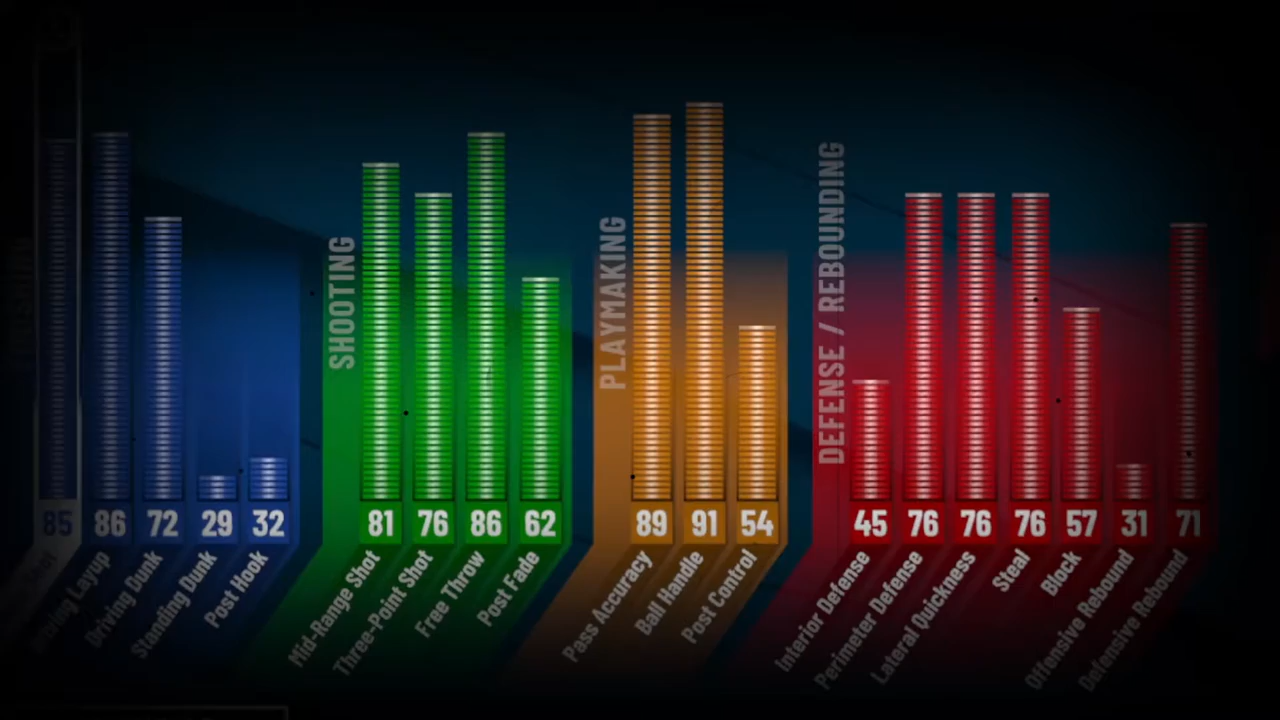 SHOOTING
PLAYMAKING
DEFENSE / REBOUNDING
85 86 72 29 32
81 76 86 62
89 91 54
45 76 76 76 57 31 71
Layup
Driving Dunk
Standing Dunk
Post Hook
Mid-Range Shot
Three-Point Shot
Free Throw
Post Fade
Pass Accuracy
Ball Handle
Post Control
Interior Defense
Perimeter Defense
Lateral Quickness
Steal
Block
Offensive Rebound
Defensive Rebound